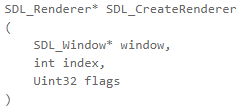 SDL_Renderer* SDL_CreateRenderer
(
    SDL_Window* window,
    int index,
    Uint32 flags
)